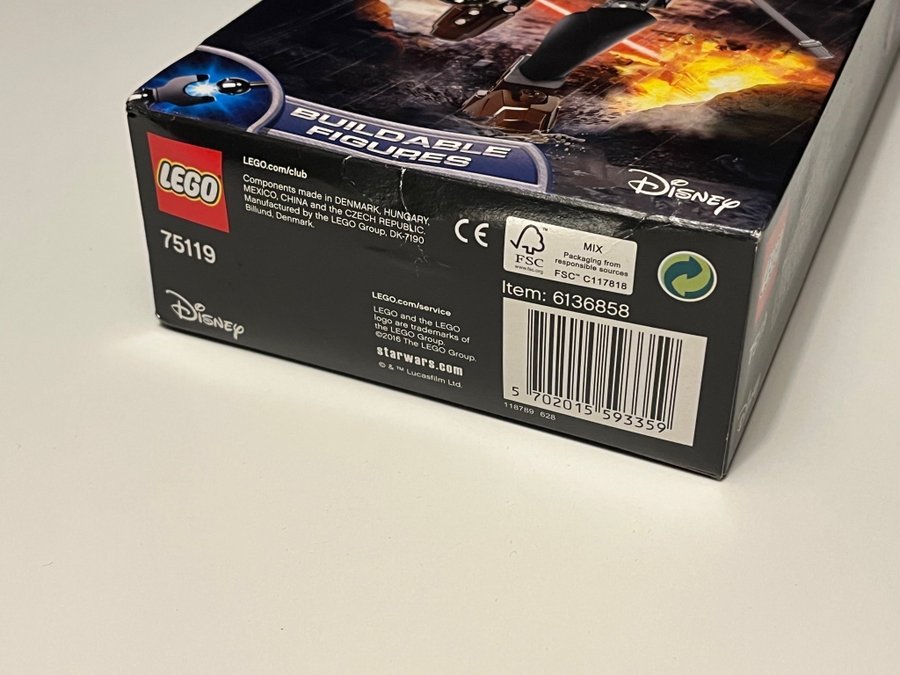 BUILDABLE
FIGURES
Disney
LEGO
LEGO.com/club
Components made in DENMARK, HUNGARY,
MEXICO, CHINA and the CZECH REPUBLIC.
Manufactured by the LEGO Group, DK-7190
Billund, Denmark.
75119
Disney
CE
FSC™
www.fsc.org
MIX
Packaging from
responsible sources
FSC™ C117818
Item: 6136858
LEGO.com/service
LEGO and the LEGO
logo are trademarks of
the LEGO Group.
©2016 The LEGO Group.
starwars.com
© & ™ Lucasfilm Ltd.
5 702015 593359
118789 628